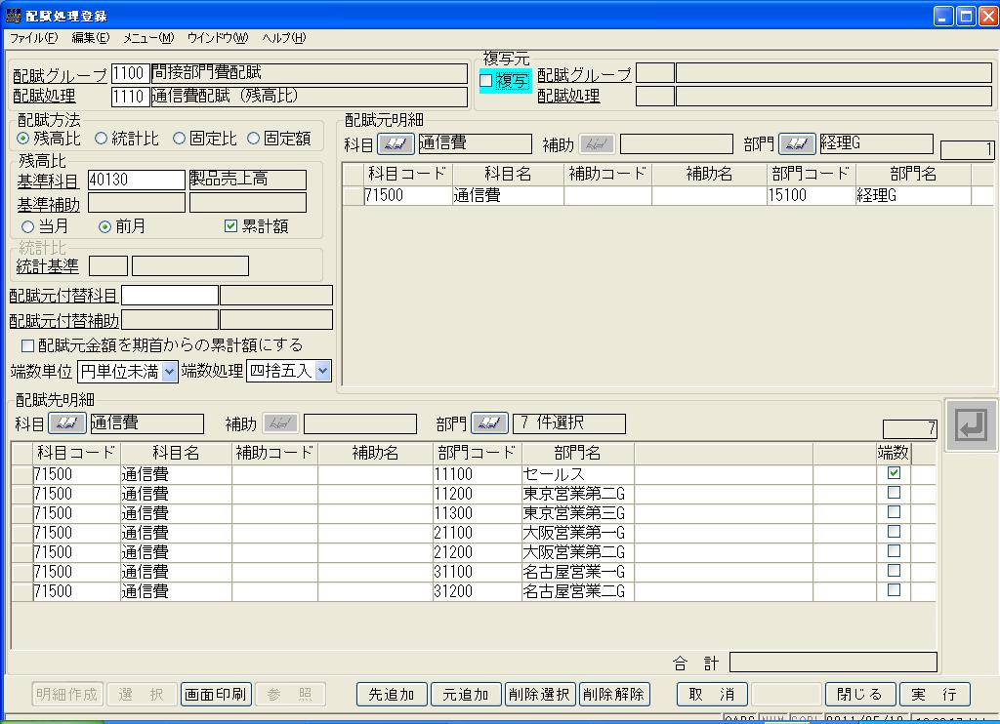 配賦処理登録
ファイル(F) 編集(E) メニュー(M) ウインドウ(W) ヘルプ(H)
配賦グループ 1100 間接部門費配賦
配賦処理 1110 通信費配賦（残高比）
複写元
複写 配賦グループ
配賦処理
配賦方法
残高比 統計比 固定比 固定額
残高比
基準科目 40130 製品売上高
基準補助
当月 前月 累計額
統計比
統計基準
配賦元付替科目
配賦元付替補助
配賦元金額を期首からの累計額にする
端数単位 円単位未満 端数処理 四捨五入
配賦元明細
科目 通信費 補助 部門 経理G 1
科目コード 科目名 補助コード 補助名 部門コード 部門名
71500 通信費 15100 経理G
配賦先明細
科目 通信費 補助 部門 7 件選択 7
科目コード 科目名 補助コード 補助名 部門コード 部門名 端数
71500 通信費 11100 セールス
71500 通信費 11200 東京営業第二G
71500 通信費 11300 東京営業第三G
71500 通信費 21100 大阪営業第一G
71500 通信費 21200 大阪営業第二G
71500 通信費 31100 名古屋営業一G
71500 通信費 31200 名古屋営業二G
合 計
明細作成 選 択 画面印刷 参 照 先追加 元追加 削除選択 削除解除 取 消 閉じる 実 行